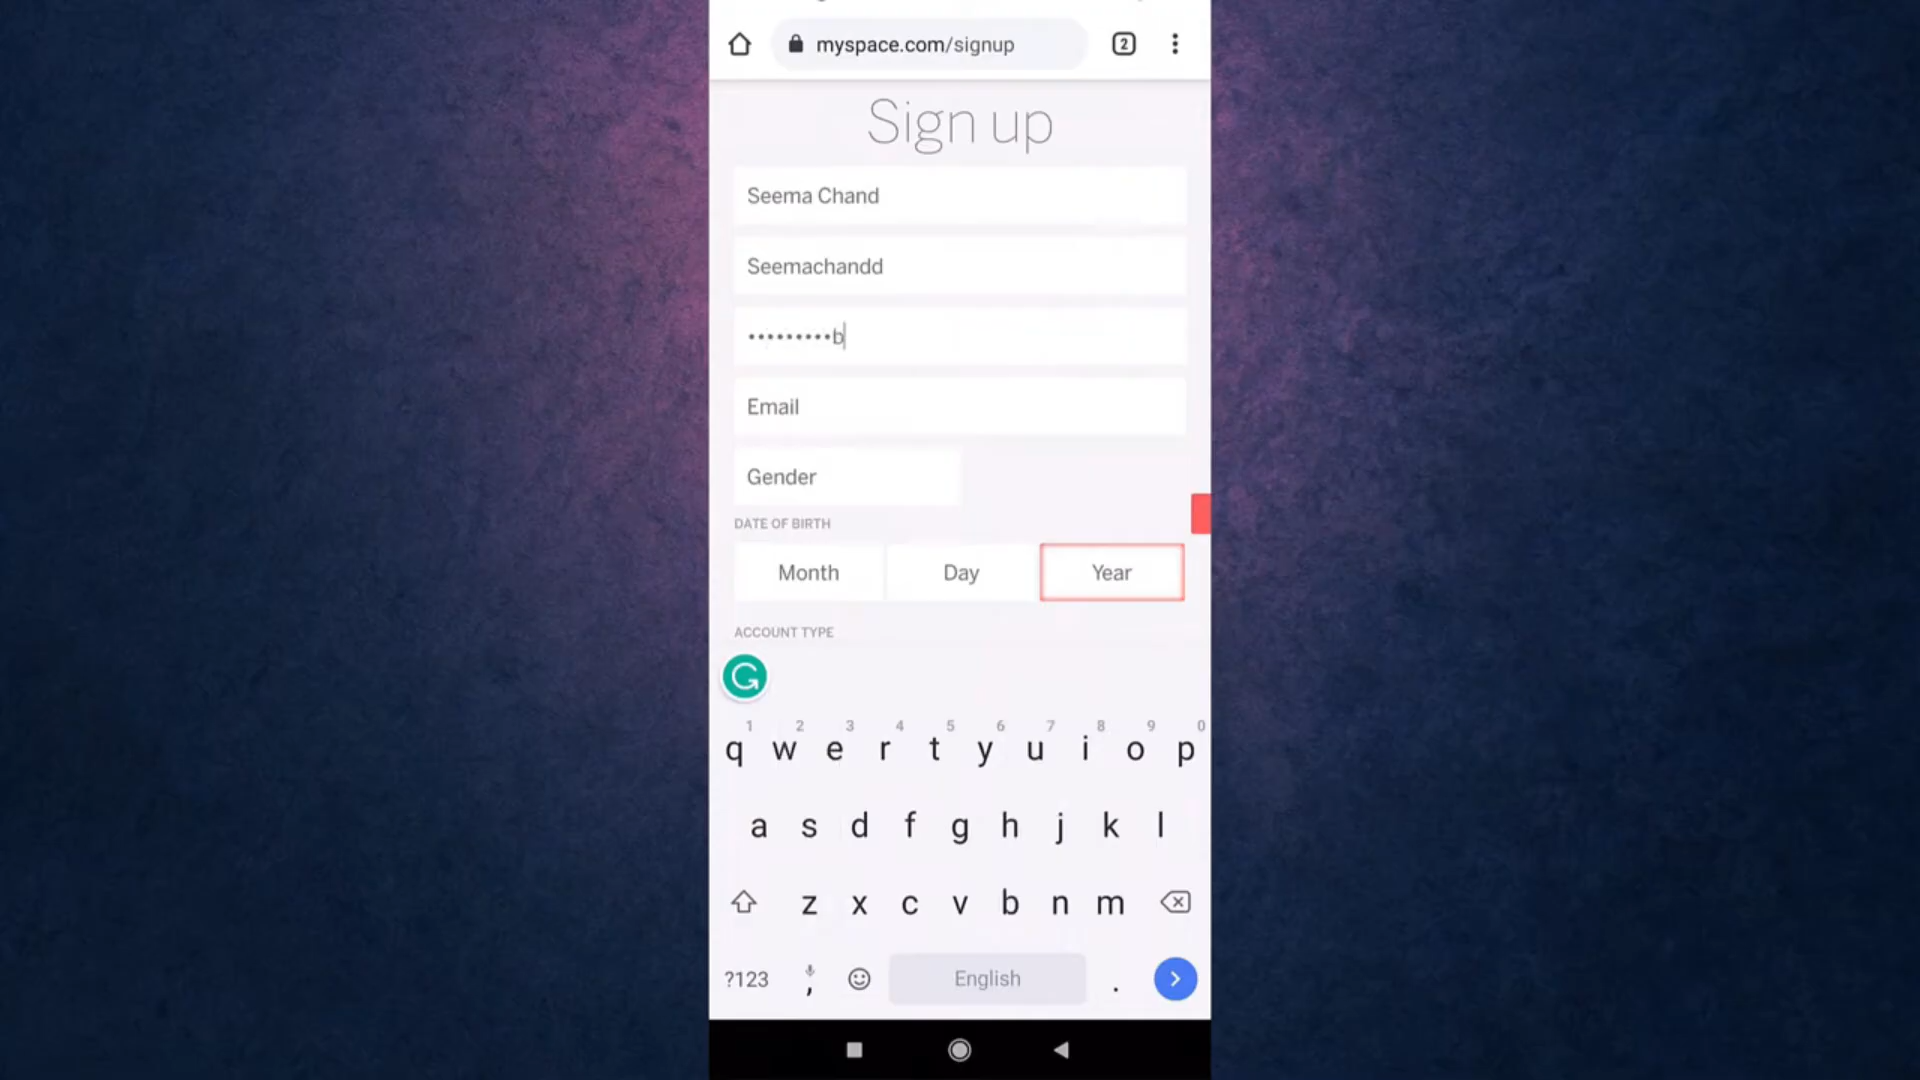 myspace.com/signup
2
Sign up
Seema Chand
Seemachandd
•••••••••b
Email
Gender
DATE OF BIRTH
Month Day Year
ACCOUNT TYPE
1 2 3 4 5 6 7 8 9 0
q w e r t y u i o p
a s d f g h j k l
z x c v b n m
?123 , English .